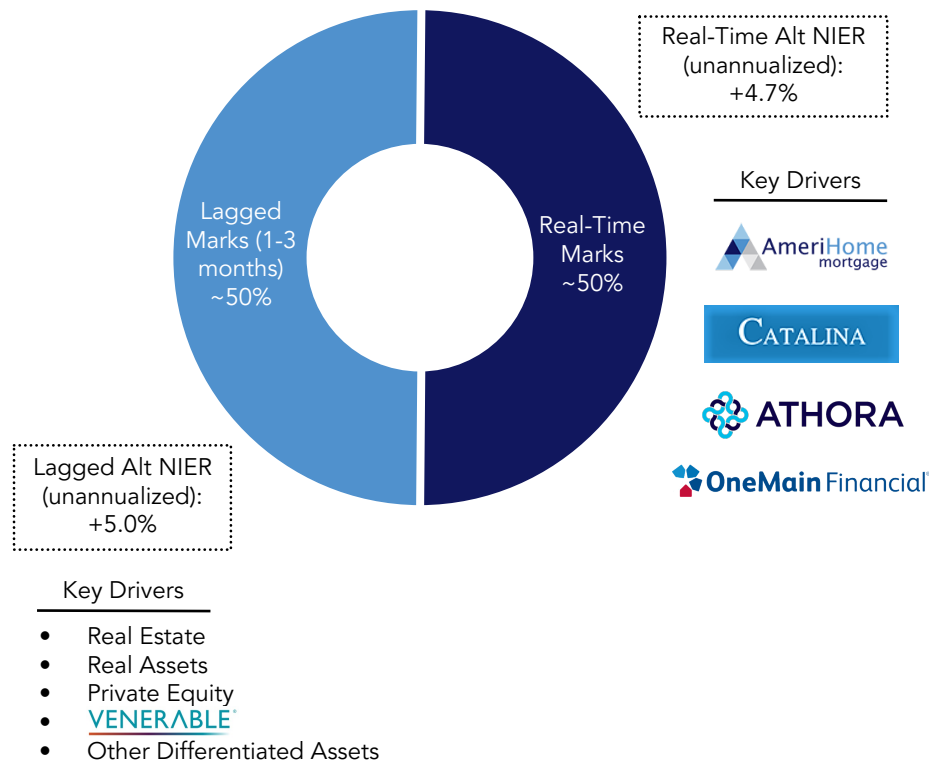 Real-Time Alt NIER
(unannualized):
+4.7%
Lagged
Marks (1-3
months)
~50%
Real-Time
Marks
~50%
Key Drivers
AmeriHome
mortgage
CATALINA
ATHORA
OneMain Financial
Lagged Alt NIER
(unannualized):
+5.0%
Key Drivers
• Real Estate
• Real Assets
• Private Equity
• VENERABLE
• Other Differentiated Assets